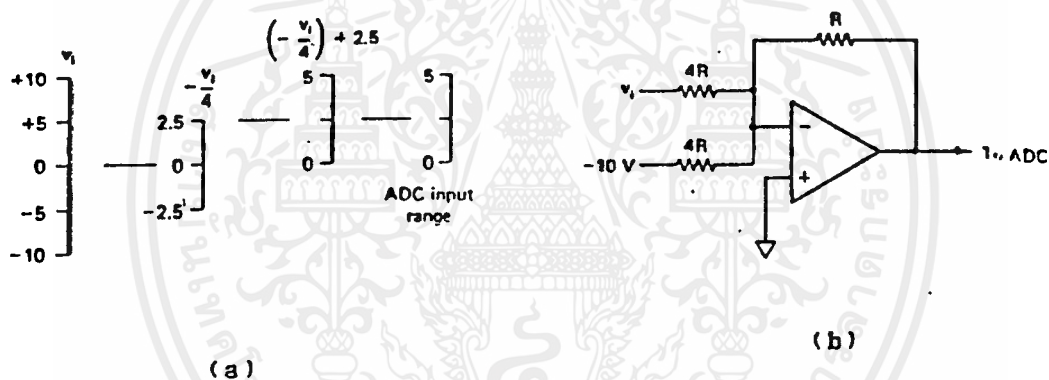 (- vᵢ/4) + 2.5
vᵢ
- vᵢ/4
+10
+5
0
-5
-10
2.5
0
-2.5
5
0
5
0
ADC input
range
(a)
R
4R
vᵢ
4R
-10 V
-
+
To ADC
(b)